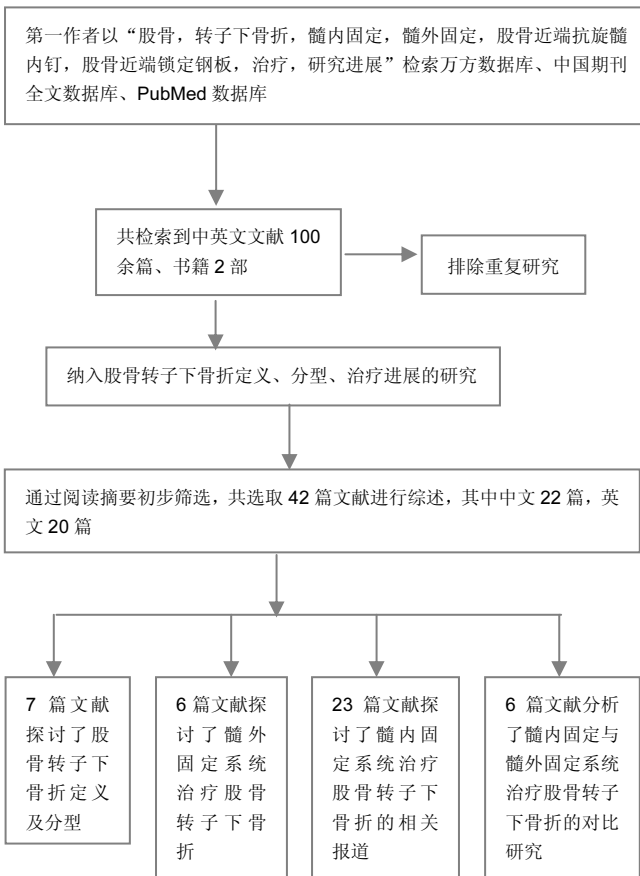 第一作者以“股骨，转子下骨折，髓内固定，髓外固定，股骨近端抗旋髓
内钉，股骨近端锁定钢板，治疗，研究进展”检索万方数据库、中国期刊
全文数据库、PubMed 数据库
共检索到中英文文献 100
余篇、书籍 2 部
排除重复研究
纳入股骨转子下骨折定义、分型、治疗进展的研究
通过阅读摘要初步筛选，共选取 42 篇文献进行综述，其中中文 22 篇，英
文 20 篇
7 篇文献
探讨了股
骨转子下
骨折定义
及分型
6 篇文献探
讨了髓外
固定系统
治疗股骨
转子下骨
折
23 篇文献探
讨了髓内固
定系统治疗
股骨转子下
骨折的相关
报道
6 篇文献分析
了髓内固定与
髓外固定系统
治疗股骨转子
下骨折的对比
研究